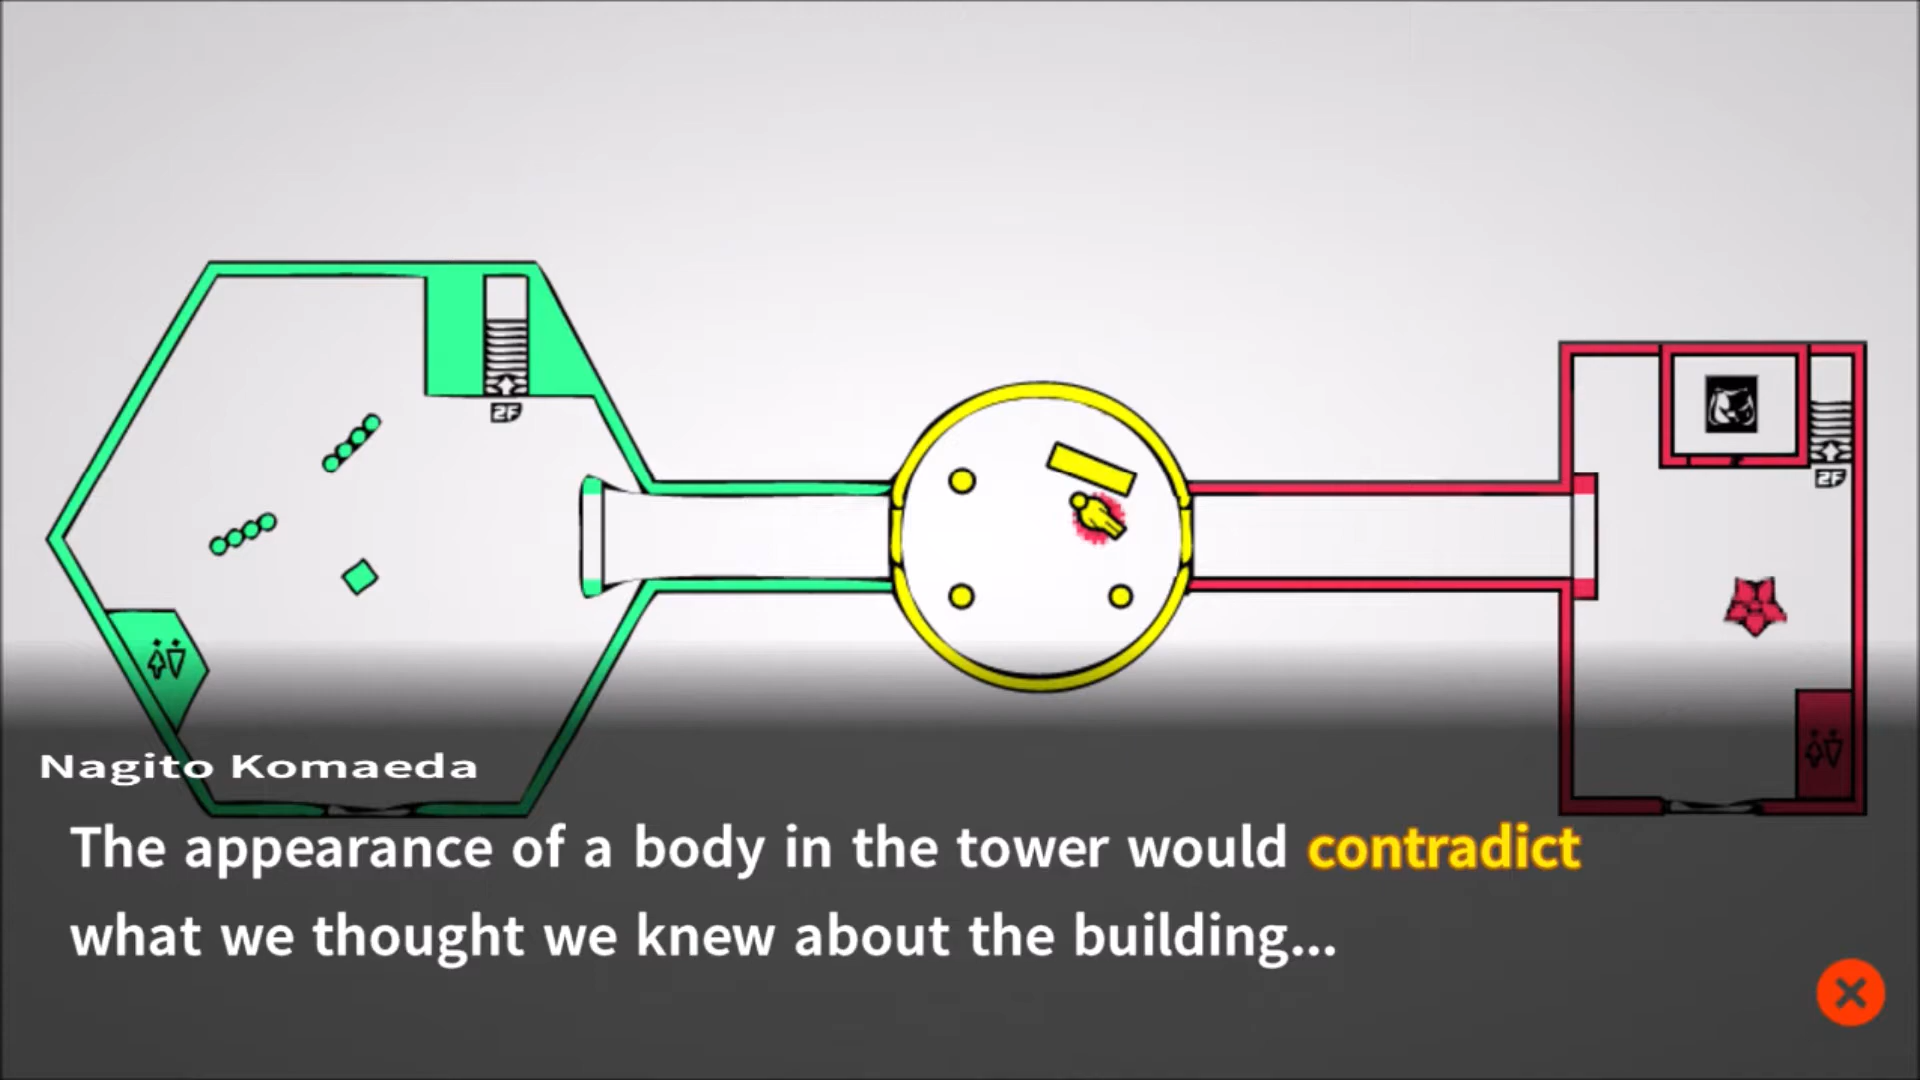 2F
2F
Nagito Komaeda
The appearance of a body in the tower would contradict
what we thought we knew about the building...